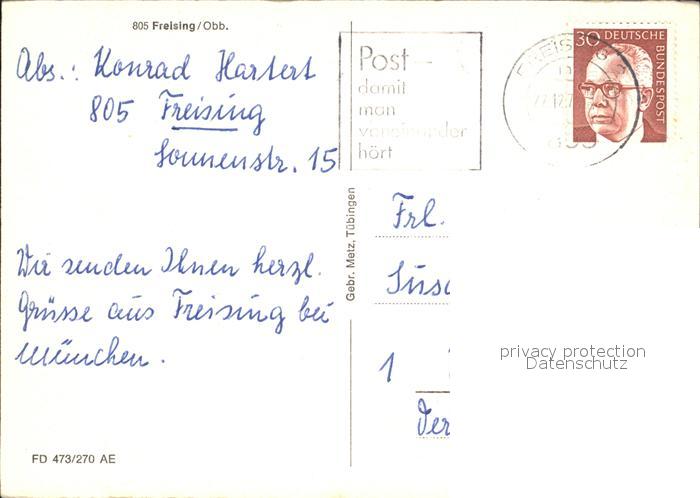 805 Freising/Obb.
Abs.: Konrad Hartert
805 Freising
Sonnenstr. 15
Wir senden Ihnen herzl.
Grüsse aus Freising bei
München.
FD 473/270 AE
Gebr. Metz, Tübingen
Post -
damit
man
voneinander
hört
FREISING
30 DEUTSCHE
BUNDESPOST
Frl.
1
privacy protection
Datenschutz